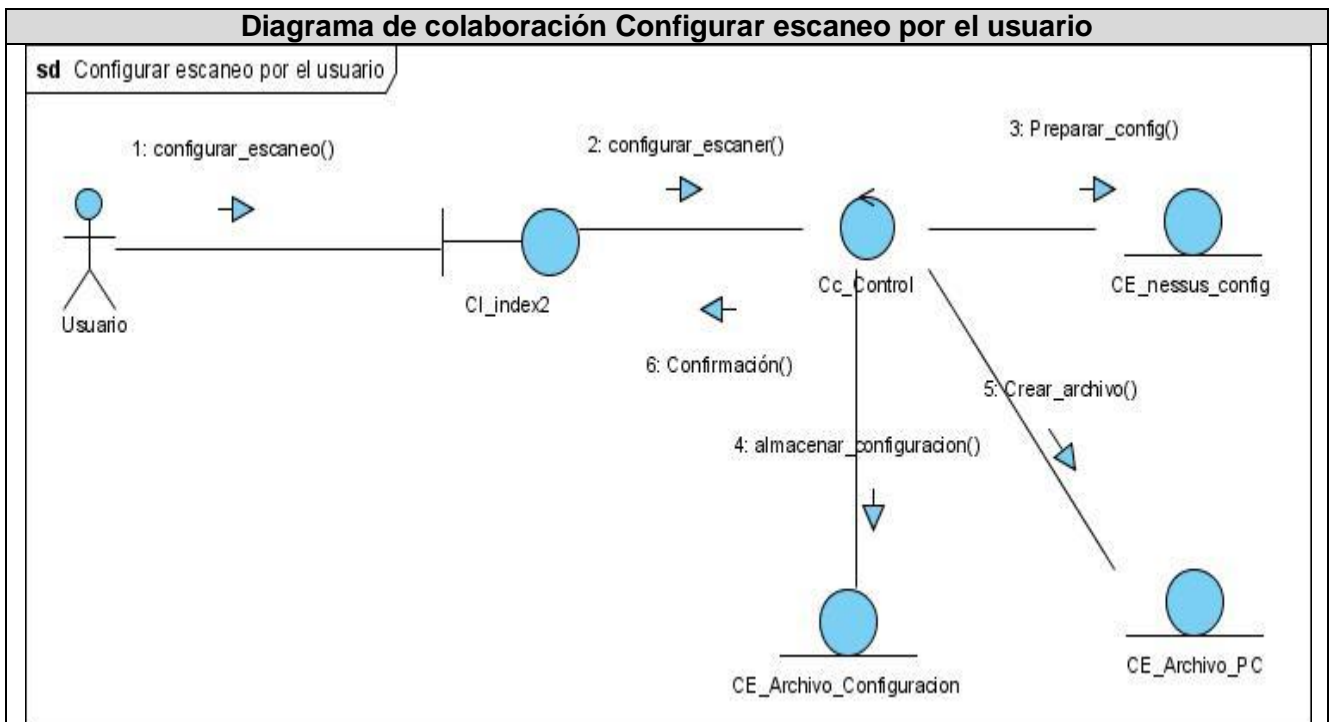 Diagrama de colaboración Configurar escaneo por el usuario
sd Configurar escaneo por el usuario
1: configurar_escaneo()
2: configurar_escaner()
3: Preparar_config()
Usuario
CI_index2
Cc_Control
CE_nessus_config
6: Confirmación()
5: Crear_archivo()
4: almacenar_configuracion()
CE_Archivo_Configuracion
CE_Archivo_PC